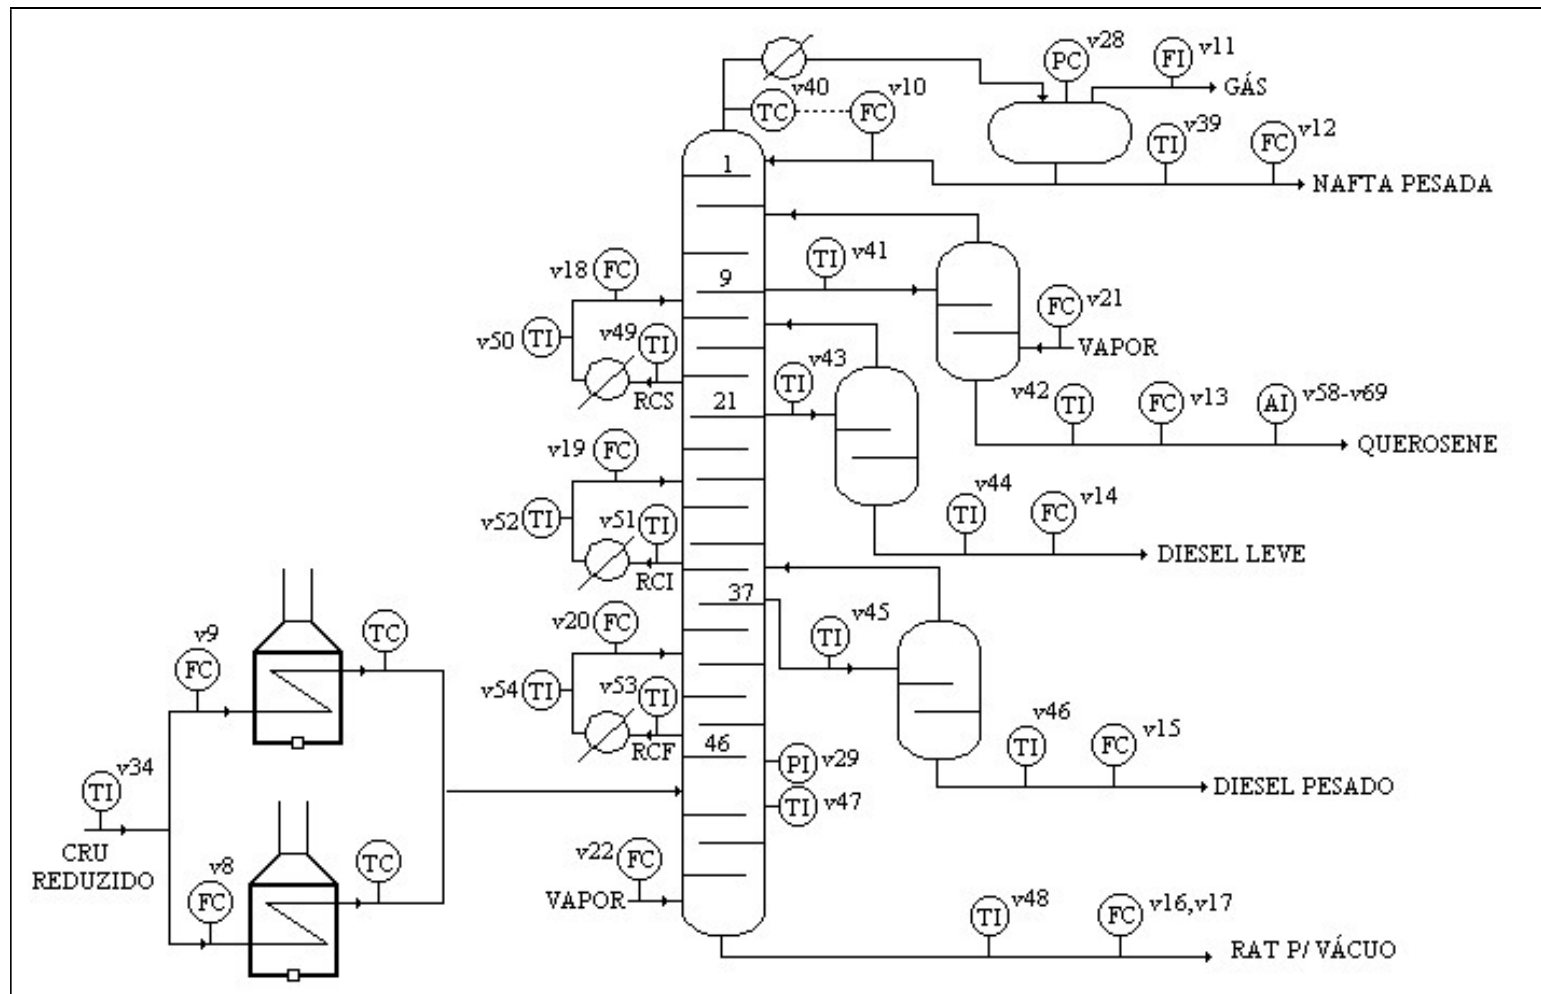 v28
v11
PC
FI
GÁS
v40
v10
TC
FC
v39
v12
TI
FC
1
NAFTA PESADA
v41
TI
v18
FC
9
v21
FC
v50
TI
v49
TI
VAPOR
v43
TI
RCS
21
v42
TI
FC
v13
AI
v58-v69
QUEROSENE
v19
FC
v44
TI
v14
FC
v52
TI
v51
TI
DIESEL LEVE
RCI
37
v20
FC
v45
TI
v9
FC
TC
v54
TI
v53
TI
v46
TI
v15
FC
RCF
46
PI
v29
DIESEL PESADO
v34
TI
TI
v47
CRU
REDUZIDO
v8
FC
TC
v22
FC
VAPOR
v48
TI
v16,v17
FC
RAT P/ VÁCUO